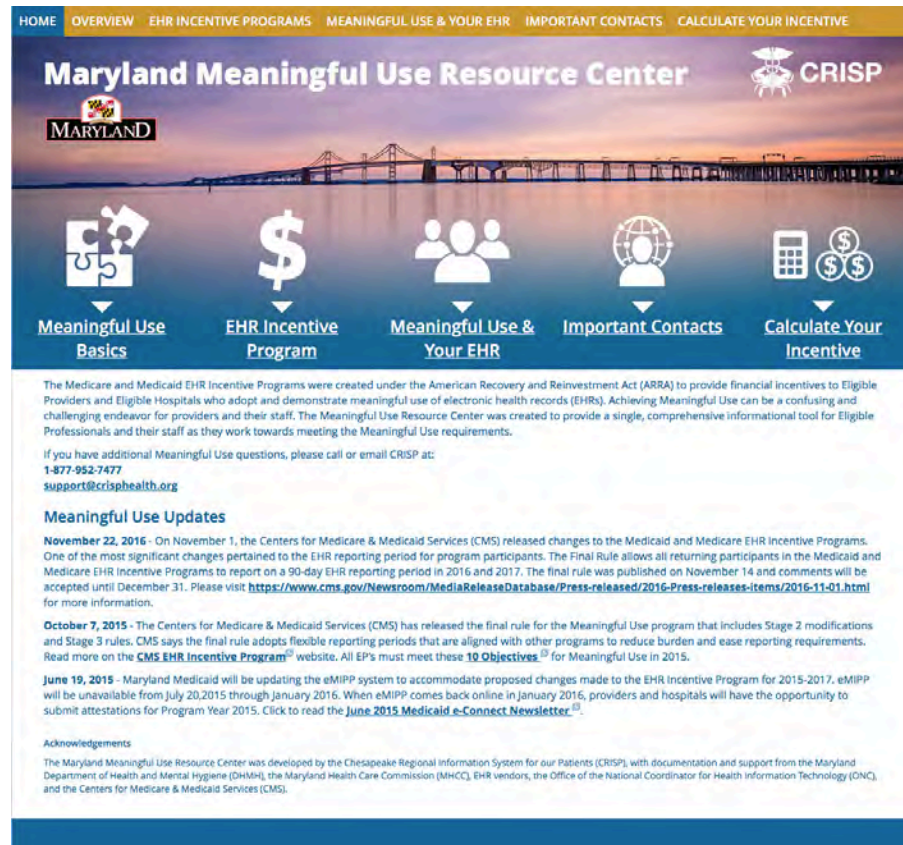 HOME OVERVIEW EHR INCENTIVE PROGRAMS MEANINGFUL USE & YOUR EHR IMPORTANT CONTACTS CALCULATE YOUR INCENTIVE
Maryland Meaningful Use Resource Center
CRISP
MARYLAND
Meaningful Use
Basics
EHR Incentive
Program
Meaningful Use &
Your EHR
Important Contacts
Calculate Your
Incentive
The Medicare and Medicaid EHR Incentive Programs were created under the American Recovery and Reinvestment Act (ARRA) to provide financial incentives to Eligible
Providers and Eligible Hospitals who adopt and demonstrate meaningful use of electronic health records (EHRs). Achieving Meaningful Use can be a confusing and
challenging endeavor for providers and their staff. The Meaningful Use Resource Center was created to provide a single, comprehensive informational tool for Eligible
Professionals and their staff as they work towards meeting the Meaningful Use requirements.
If you have additional Meaningful Use questions, please call or email CRISP at:
1-877-952-7477
support@crisphealth.org
Meaningful Use Updates
November 22, 2016 - On November 1, the Centers for Medicare & Medicaid Services (CMS) released changes to the Medicaid and Medicare EHR Incentive Programs.
One of the most significant changes pertained to the EHR reporting period for program participants. The Final Rule allows all returning participants in the Medicaid and
Medicare EHR Incentive Programs to report on a 90-day EHR reporting period in 2016 and 2017. The final rule was published on November 14 and comments will be
accepted until December 31. Please visit https://www.cms.gov/Newsroom/MediaReleaseDatabase/Press-released/2016-Press-releases-items/2016-11-01.html
for more information.
October 7, 2015 - The Centers for Medicare & Medicaid Services (CMS) has released the final rule for the Meaningful Use program that includes Stage 2 modifications
and Stage 3 rules. CMS says the final rule adopts flexible reporting periods that are aligned with other programs to reduce burden and ease reporting requirements.
Read more on the CMS EHR Incentive Program website. All EP's must meet these 10 Objectives for Meaningful Use in 2015.
June 19, 2015 - Maryland Medicaid will be updating the eMIPP system to accommodate proposed changes made to the EHR Incentive Program for 2015-2017. eMIPP
will be unavailable from July 20,2015 through January 2016. When eMIPP comes back online in January 2016, providers and hospitals will have the opportunity to
submit attestations for Program Year 2015. Click to read the June 2015 Medicaid e-Connect Newsletter .
Acknowledgements
The Maryland Meaningful Use Resource Center was developed by the Chesapeake Regional Information System for our Patients (CRISP), with documentation and support from the Maryland
Department of Health and Mental Hygiene (DHMH), the Maryland Health Care Commission (MHCC), EHR vendors, the Office of the National Coordinator for Health Information Technology (ONC),
and the Centers for Medicare & Medicaid Services (CMS).